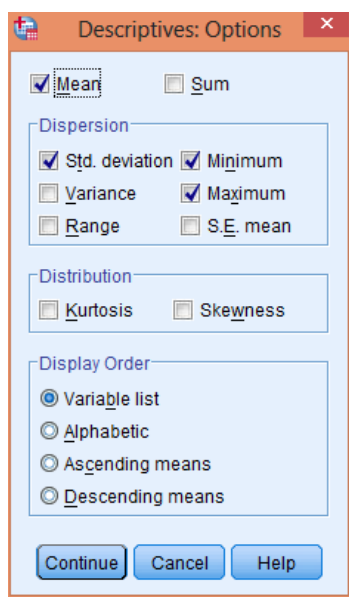 Descriptives: Options
Mean Sum
Dispersion
Std. deviation Minimum
Variance Maximum
Range S.E. mean
Distribution
Kurtosis Skewness
Display Order
Variable list
Alphabetic
Ascending means
Descending means
Continue Cancel Help